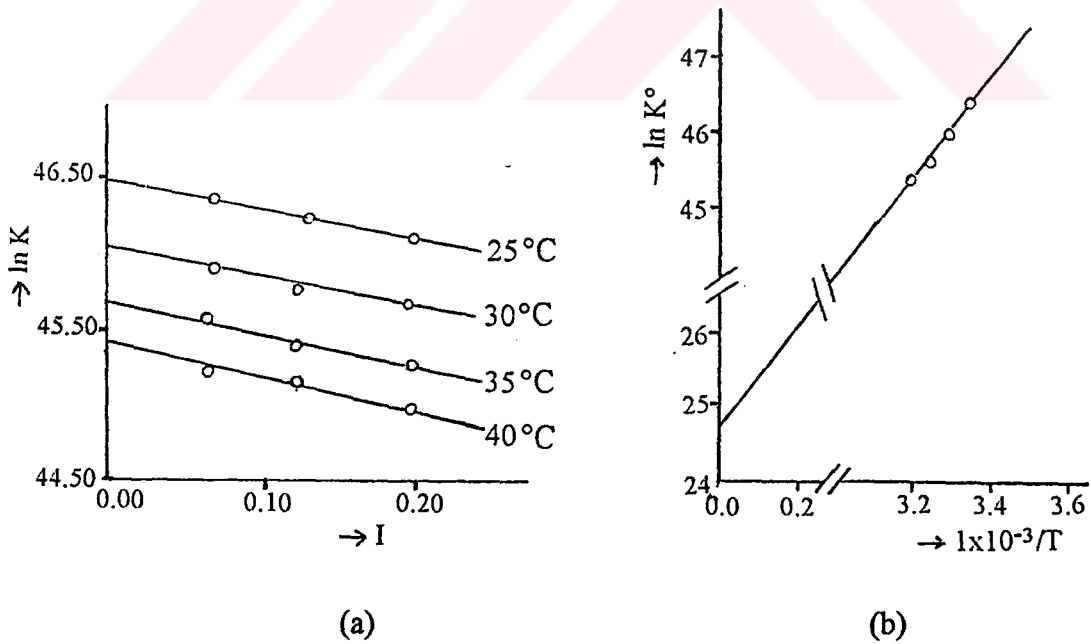 → ln K
46.50
45.50
44.50
25°C
30°C
35°C
40°C
0.00 0.10 0.20
→ I
(a)
→ ln K°
47
46
45
26
25
24
0.0 0.2 3.2 3.4 3.6
→ 1x10⁻³/T
(b)